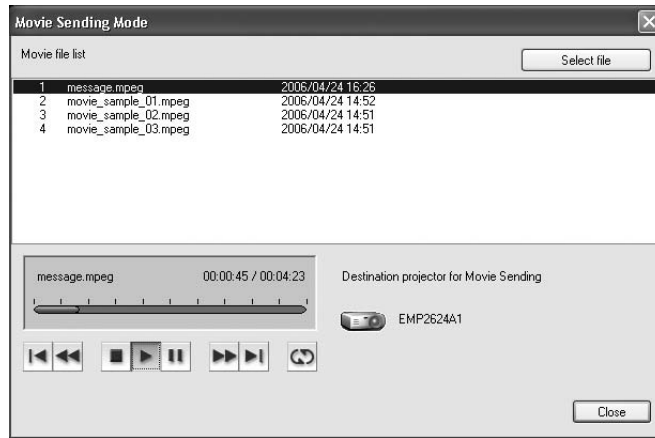 Movie Sending Mode
Movie file list
Select file
1 message.mpeg 2006/04/24 16:26
2 movie_sample_01.mpeg 2006/04/24 14:52
3 movie_sample_02.mpeg 2006/04/24 14:51
4 movie_sample_03.mpeg 2006/04/24 14:51
message.mpeg 00:00:45 / 00:04:23
Destination projector for Movie Sending
EMP2624A1
Close